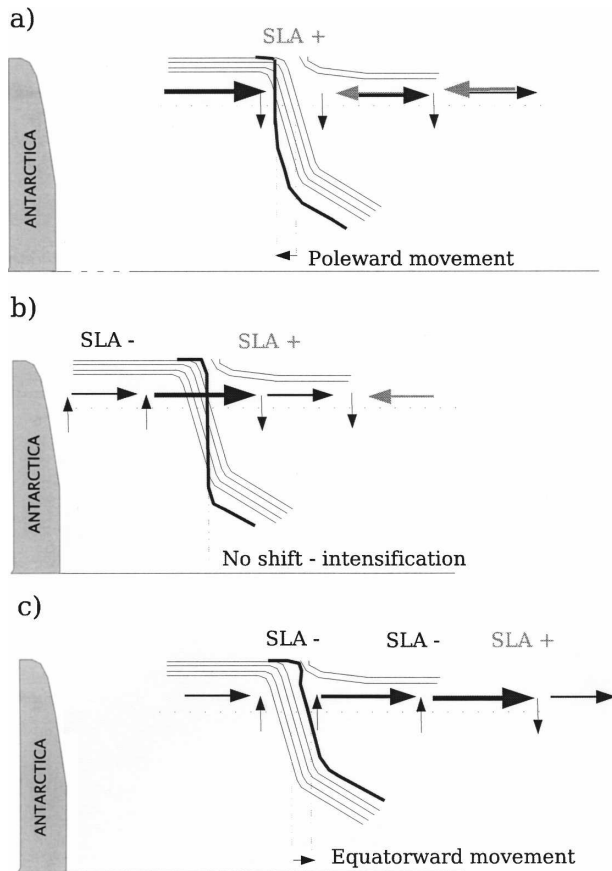 a)
SLA +
ANTARCTICA
Poleward movement
b)
SLA - SLA +
ANTARCTICA
No shift - intensification
c)
SLA - SLA - SLA +
ANTARCTICA
Equatorward movement